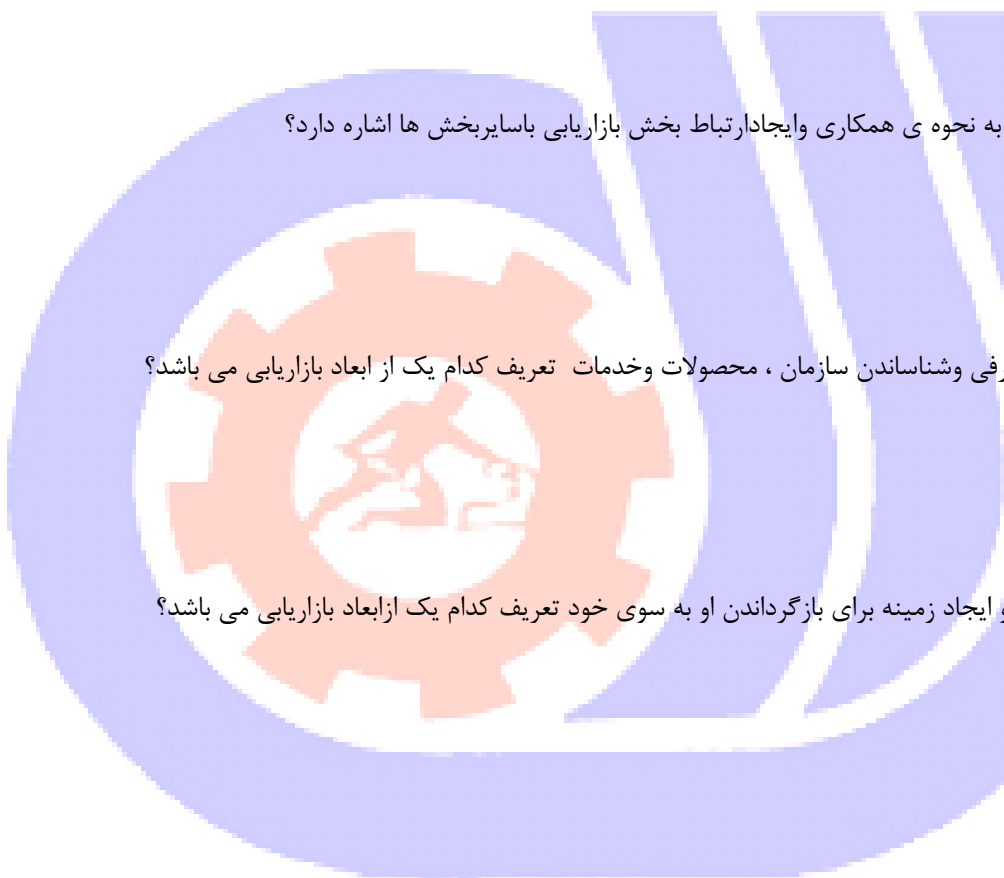 به نحوه ی همکاری وایجادارتباط بخش بازاریابی باسایربخش ها اشاره دارد؟
رفی وشناساندن سازمان ، محصولات وخدمات تعریف کدام یک از ابعاد بازاریابی می باشد؟
و ایجاد زمینه برای بازگرداندن او به سوی خود تعریف کدام یک ازابعاد بازاریابی می باشد؟